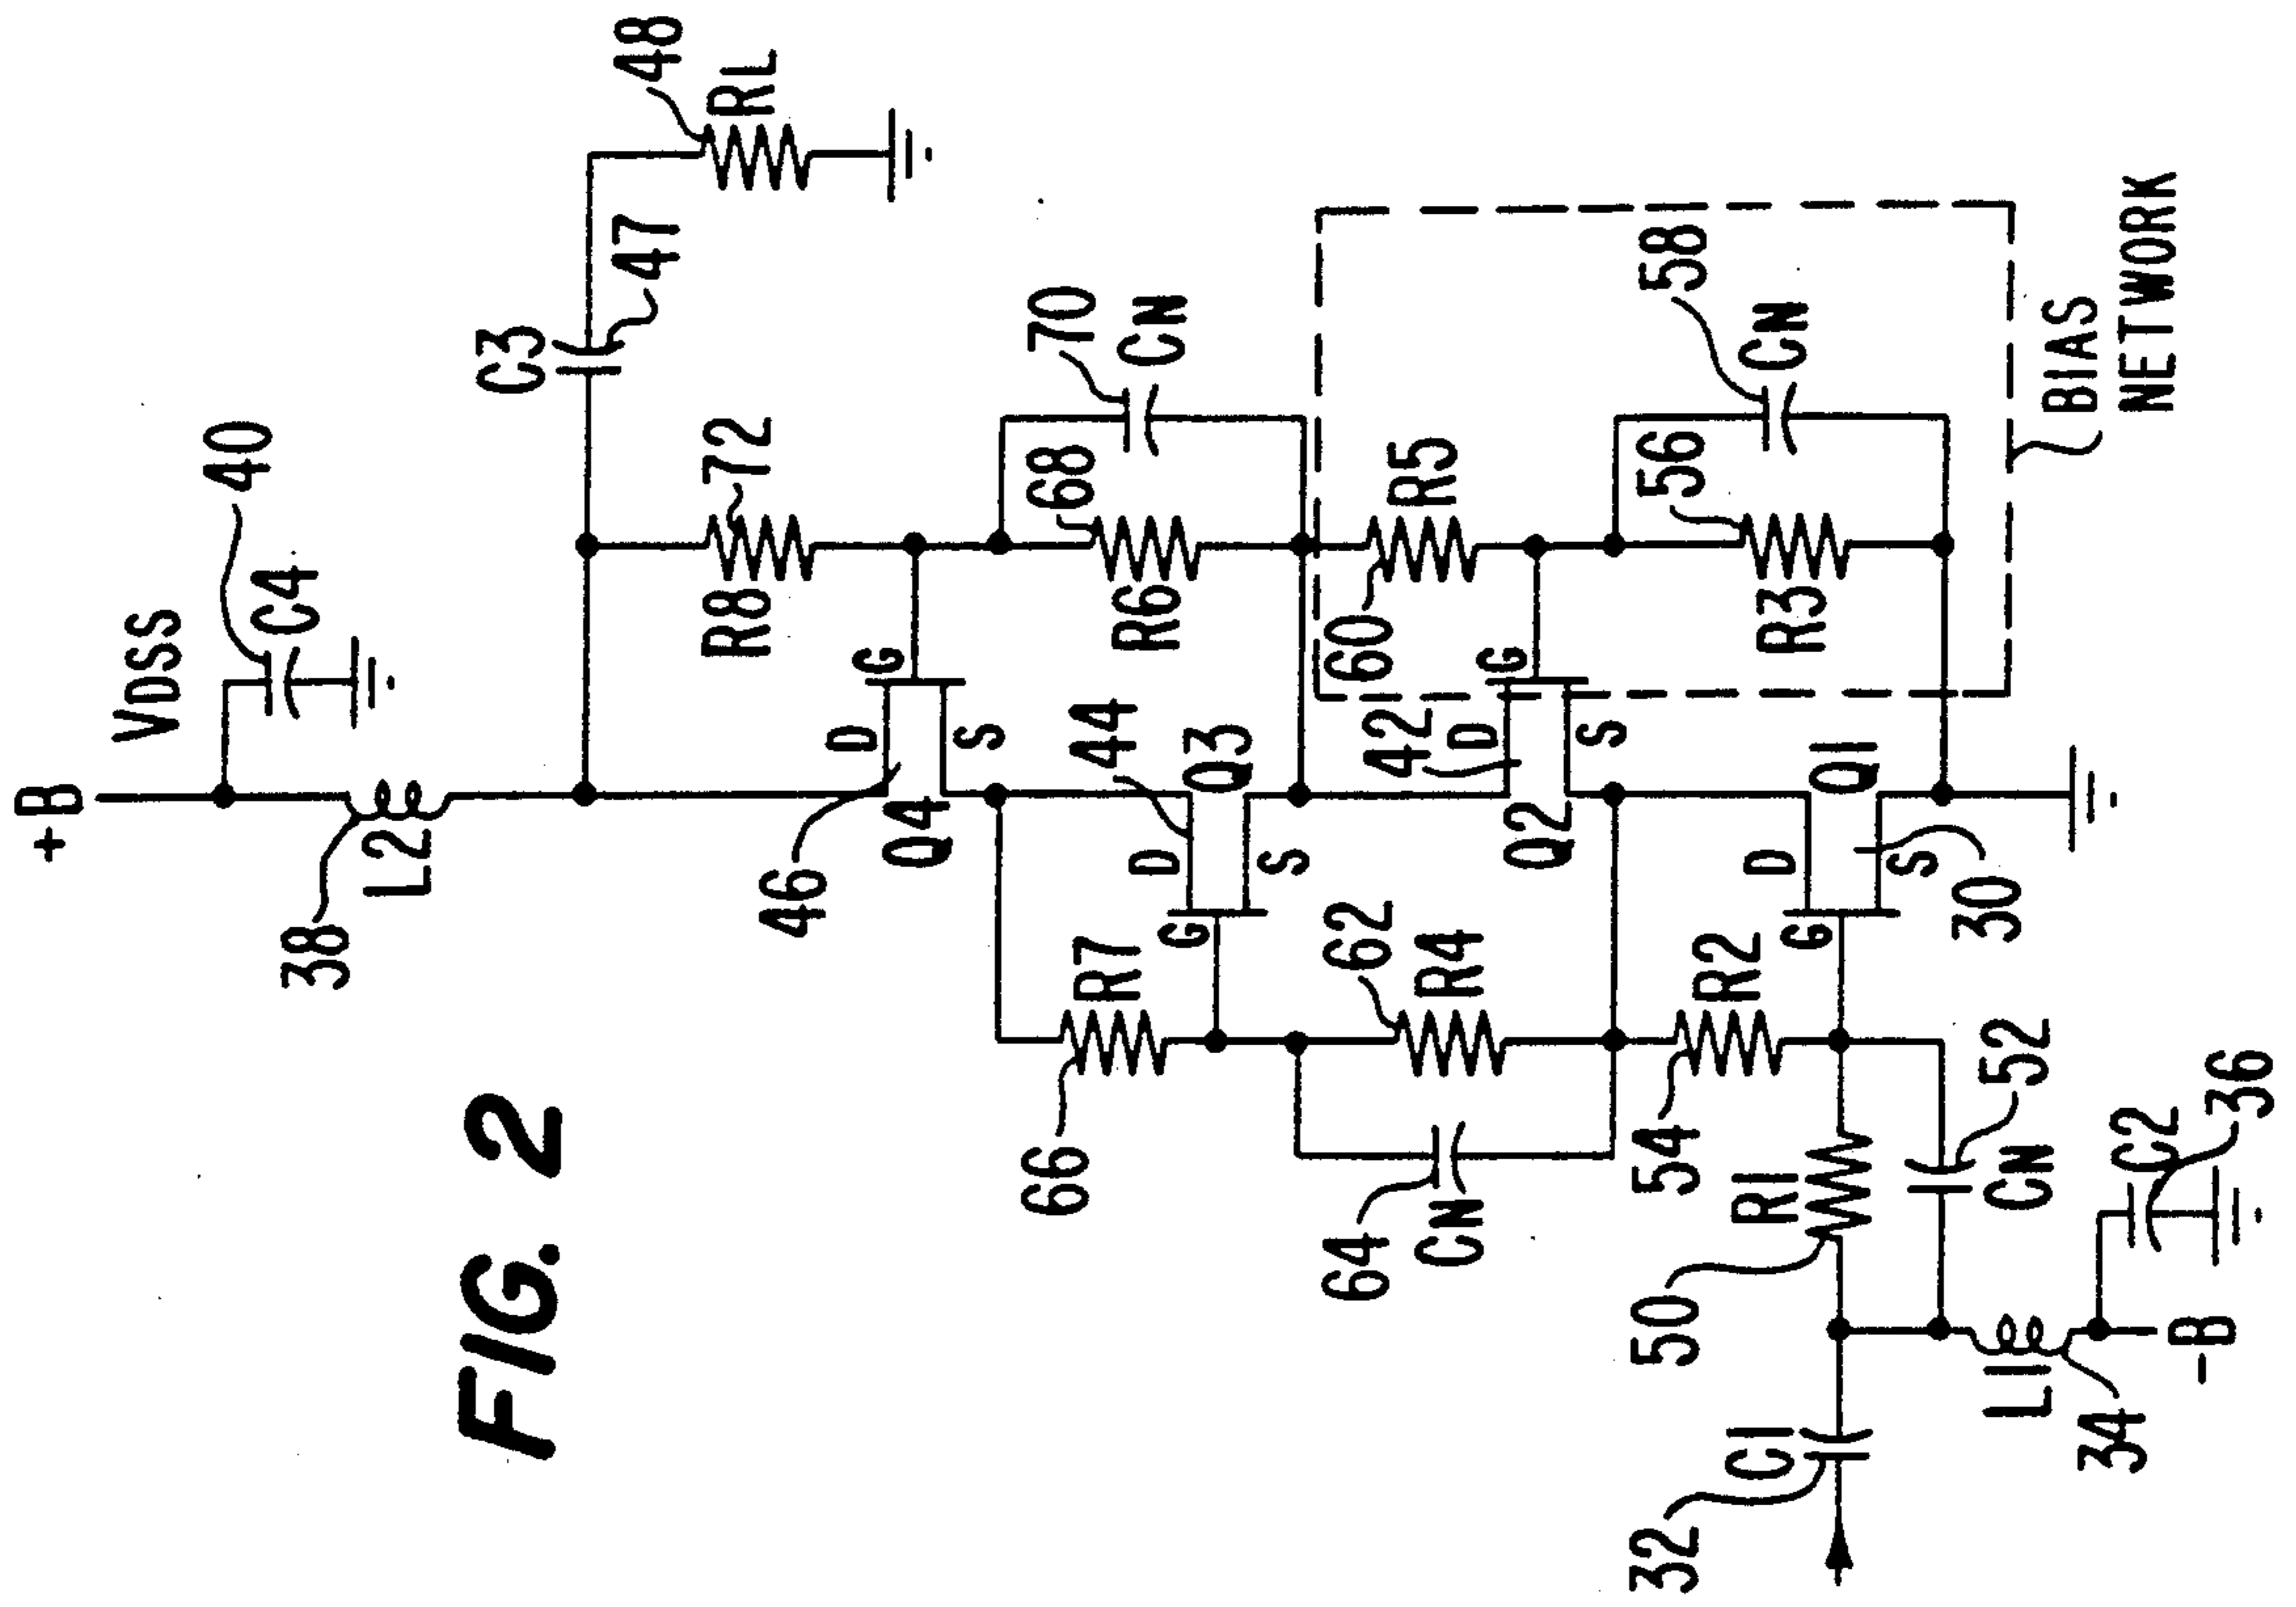 +B
VDSS
40
C4
38
L2
C3
47
48
RL
R8
72
46
Q4
D
G
S
44
Q3
D
G
S
66
R7
62
R4
64
CN
68
R6
70
CN
42
Q2
D
G
S
60
R5
56
R3
58
CN
BIAS
NETWORK
54
R2
Q1
D
G
S
30
50
R1
52
CN
32
C1
L1
34
C2
36
-B
FIG. 2